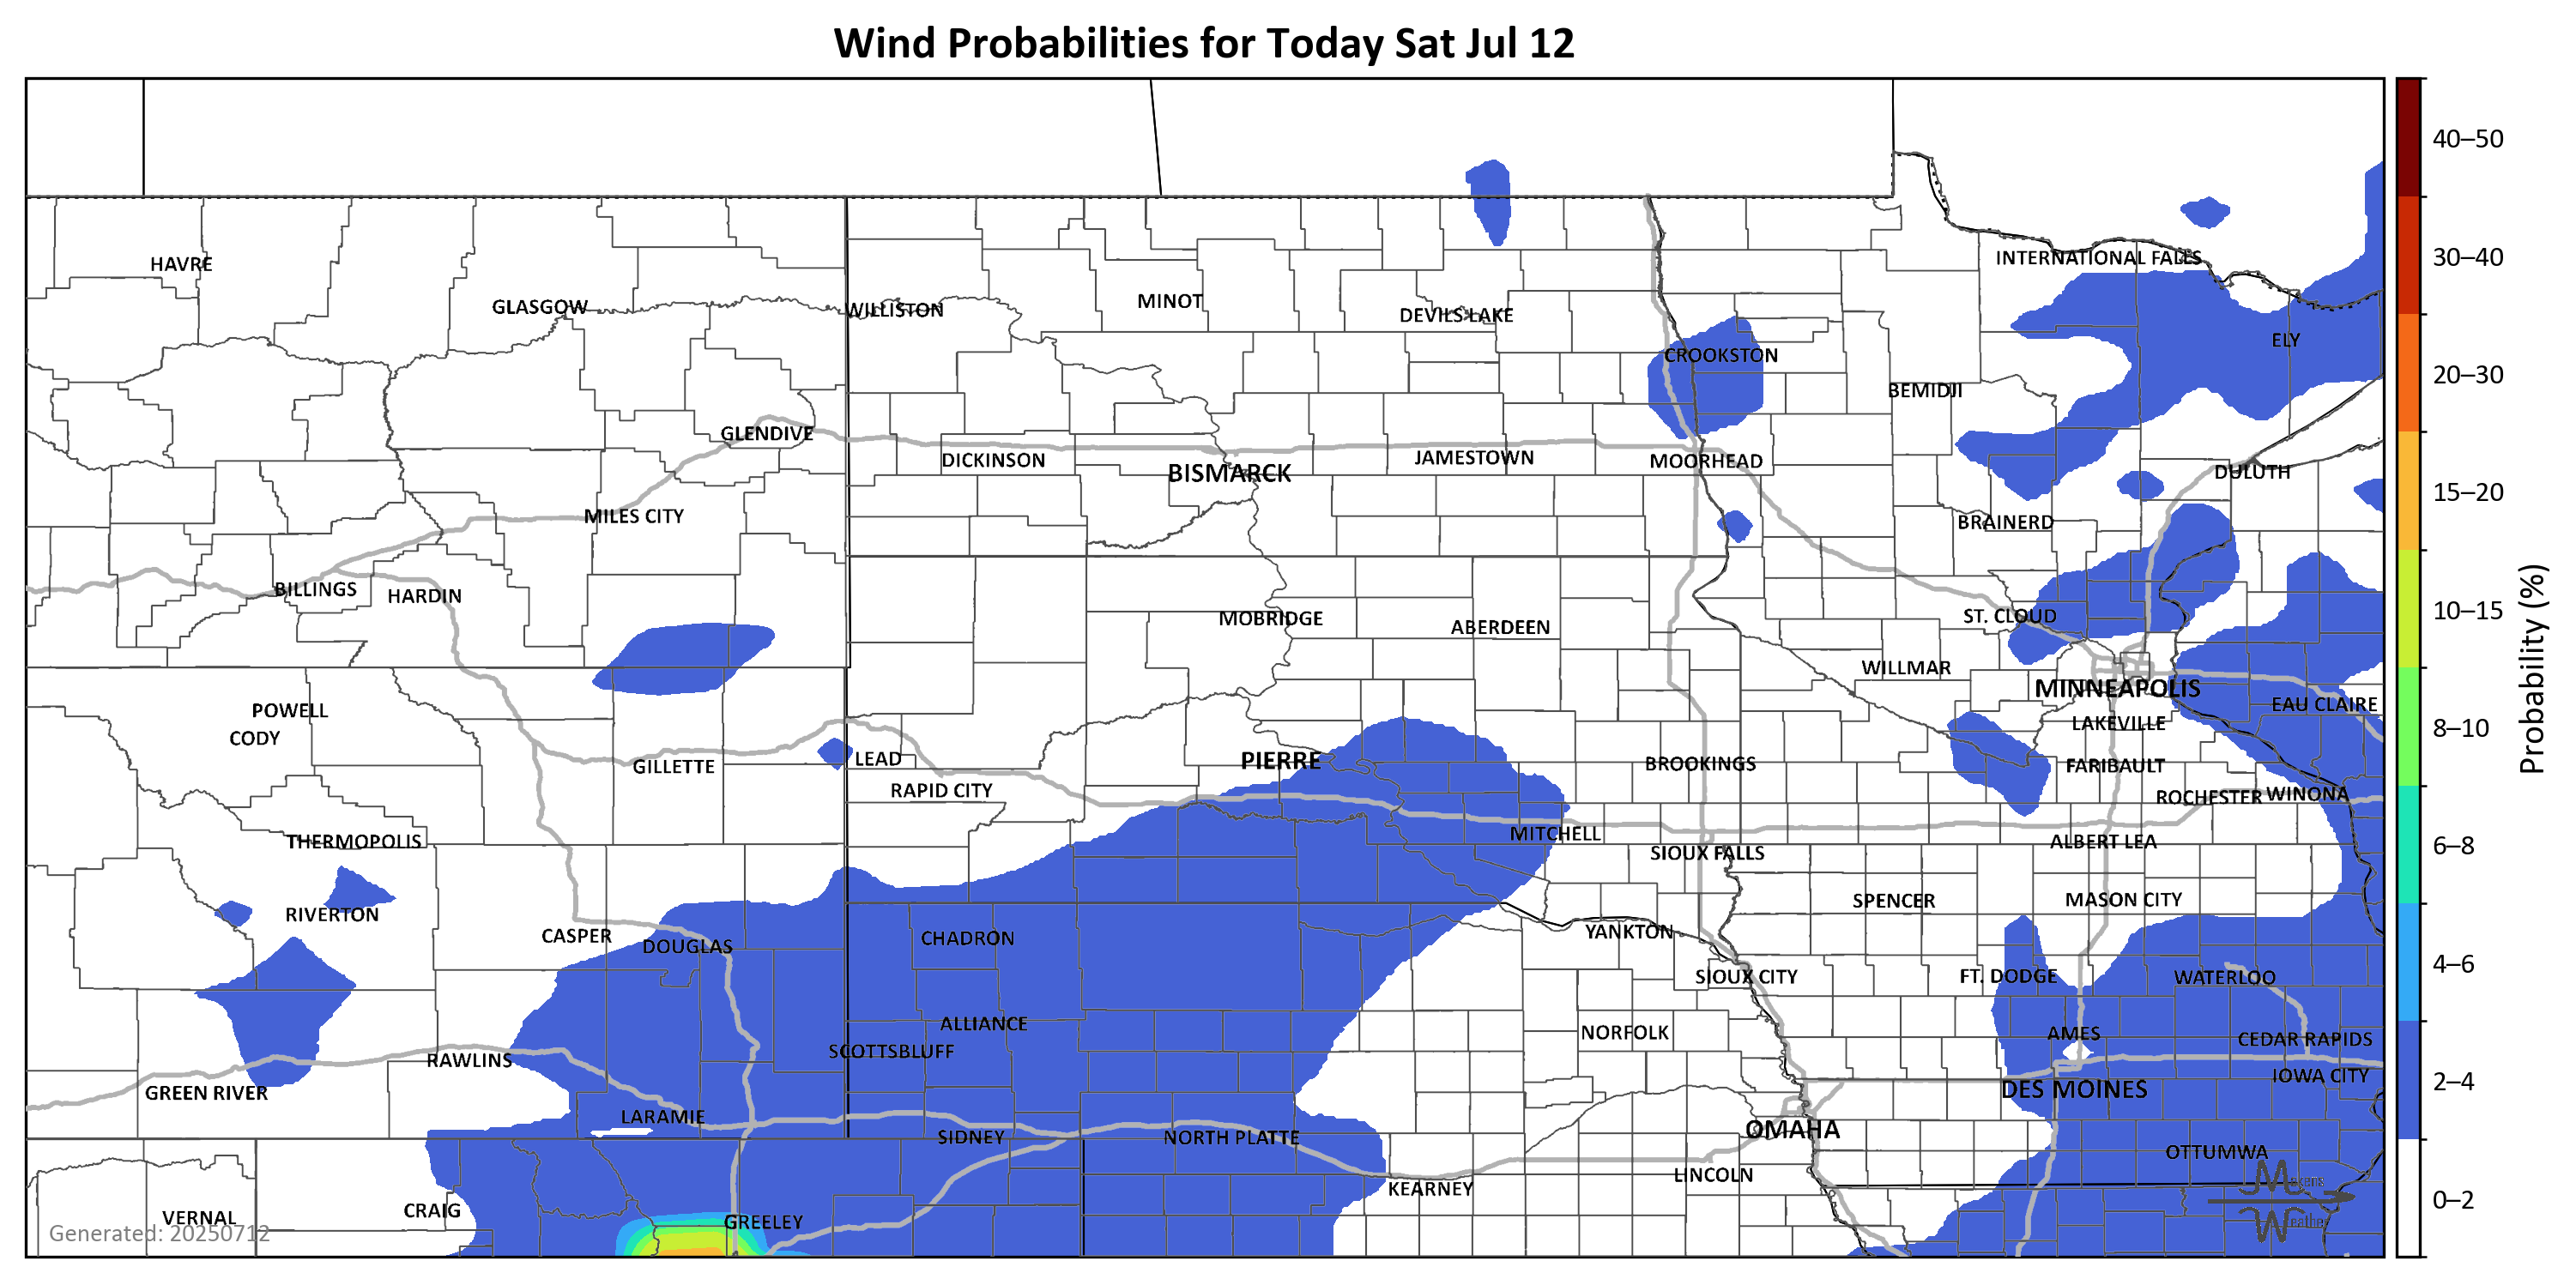 Wind Probabilities for Today Sat Jul 12
40–50
30–40
20–30
15–20
10–15
8–10
6–8
4–6
2–4
0–2
Probability (%)
HAVRE
INTERNATIONAL FALLS
GLASGOW
WILLISTON
MINOT
DEVILS LAKE
ELY
CROOKSTON
BEMIDJI
GLENDIVE
DICKINSON
BISMARCK
JAMESTOWN
MOORHEAD
DULUTH
MILES CITY
BRAINERD
BILLINGS
HARDIN
MOBRIDGE
ABERDEEN
ST. CLOUD
WILLMAR
MINNEAPOLIS
POWELL
EAU CLAIRE
CODY
LAKEVILLE
GILLETTE
LEAD
PIERRE
BROOKINGS
FARIBAULT
RAPID CITY
ROCHESTER
WINONA
THERMOPOLIS
MITCHELL
ALBERT LEA
SIOUX FALLS
RIVERTON
SPENCER
MASON CITY
CASPER
DOUGLAS
CHADRON
YANKTON
SIOUX CITY
FT. DODGE
WATERLOO
ALLIANCE
NORFOLK
AMES
CEDAR RAPIDS
SCOTTSBLUFF
RAWLINS
IOWA CITY
GREEN RIVER
DES MOINES
LARAMIE
SIDNEY
NORTH PLATTE
OMAHA
OTTUMWA
LINCOLN
KEARNEY
CRAIG
VERNAL
GREELEY
Generated: 20250712